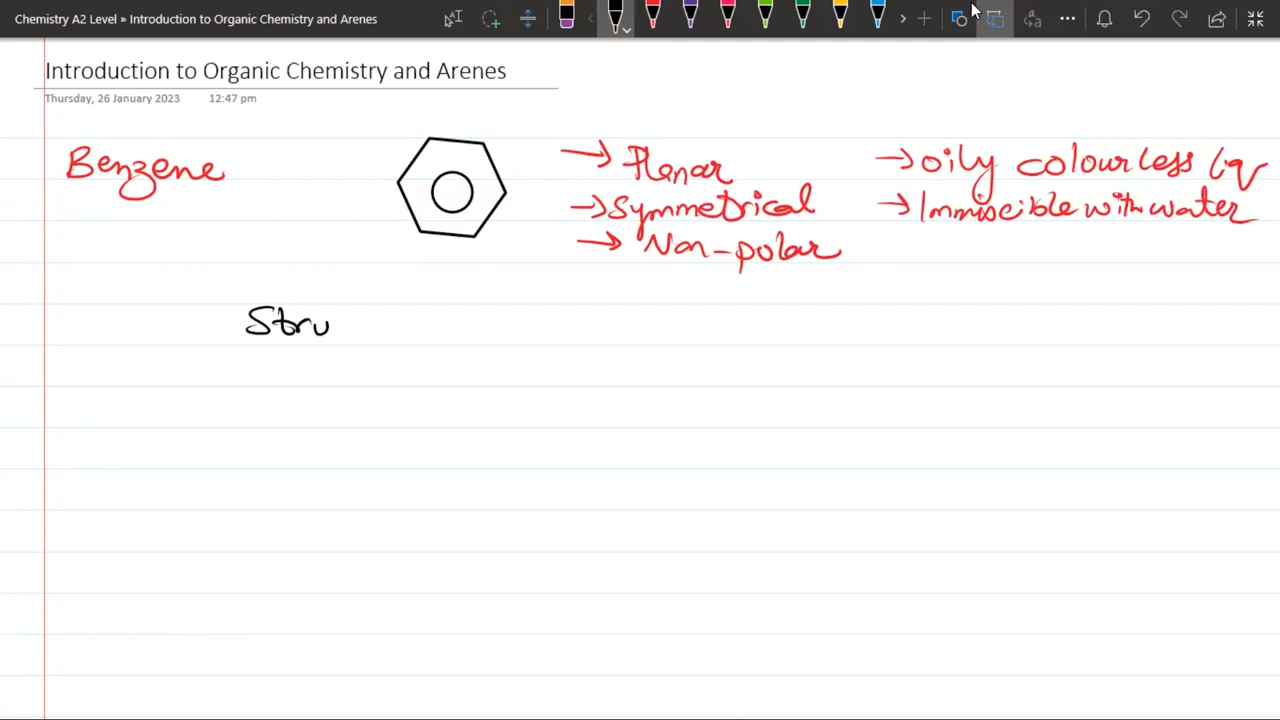 Chemistry A2 Level » Introduction to Organic Chemistry and Arenes
Introduction to Organic Chemistry and Arenes
Thursday, 26 January 2023 12:47 pm
Benzene
→ Planar
→ Symmetrical
→ Non-polar
→ oily colourless liq
→ Immiscible with water
Stru